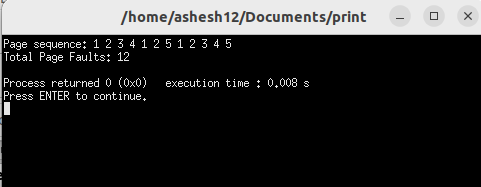 /home/ashesh12/Documents/print
Page sequence: 1 2 3 4 1 2 5 1 2 3 4 5
Total Page Faults: 12
Process returned 0 (0x0)   execution time : 0.008 s
Press ENTER to continue.